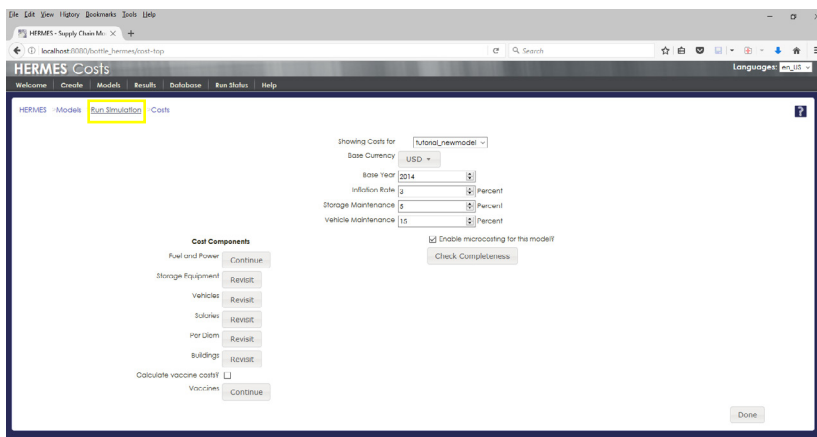 File Edit View History Bookmarks Tools Help
HERMES - Supply Chain Mo
localhost:8080/bottle_hermes/cost-top
Search
HERMES Costs
Languages: en_US
Welcome Create Models Results Database Run Status Help
HERMES Models Run Simulation Costs
?
Showing Costs for tutorial_newmodel
Base Currency USD
Base Year 2014
Inflation Rate 3 Percent
Storage Maintenance 5 Percent
Vehicle Maintenance 15 Percent
Enable microcosting for this model?
Check Completeness
Cost Components
Fuel and Power Continue
Storage Equipment Revisit
Vehicles Revisit
Salaries Revisit
Per Diem Revisit
Buildings Revisit
Calculate vaccine costs?
Vaccines Continue
Done